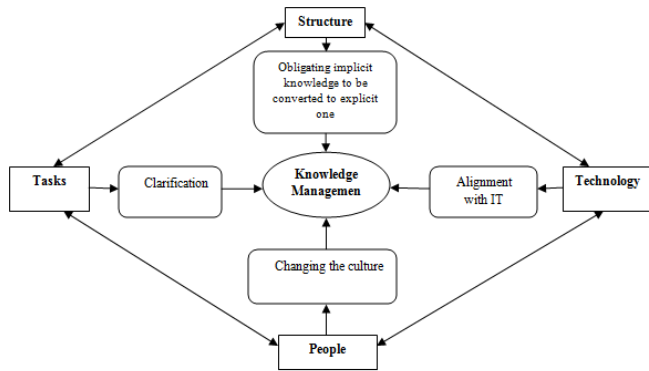 Structure
Obligating implicit
knowledge to be
converted to explicit
one
Tasks
Clarification
Knowledge
Managemen
Alignment
with IT
Technology
Changing the culture
People